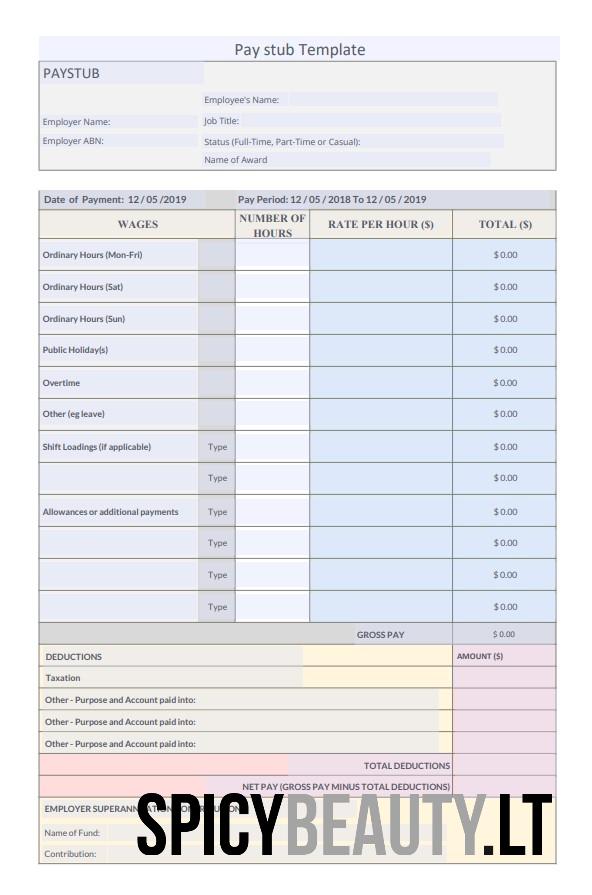 Pay stub Template
PAYSTUB
Employee's Name:
Employer Name:
Job Title:
Employer ABN:
Status (Full-Time, Part-Time or Casual):
Name of Award
Date of Payment: 12 / 05 /2019 Pay Period: 12 / 05 / 2018 To 12 / 05 / 2019
WAGES NUMBER OF HOURS RATE PER HOUR ($) TOTAL ($)
Ordinary Hours (Mon-Fri) $ 0.00
Ordinary Hours (Sat) $ 0.00
Ordinary Hours (Sun) $ 0.00
Public Holiday(s) $ 0.00
Overtime $ 0.00
Other (eg leave) $ 0.00
Shift Loadings (if applicable) Type $ 0.00
Type $ 0.00
Allowances or additional payments Type $ 0.00
Type $ 0.00
Type $ 0.00
Type $ 0.00
GROSS PAY $ 0.00
DEDUCTIONS AMOUNT ($)
Taxation
Other - Purpose and Account paid into:
Other - Purpose and Account paid into:
Other - Purpose and Account paid into:
TOTAL DEDUCTIONS
NET PAY (GROSS PAY MINUS TOTAL DEDUCTIONS)
EMPLOYER
SPICYBEAUTY.LT
Name of Fund:
Contribution: